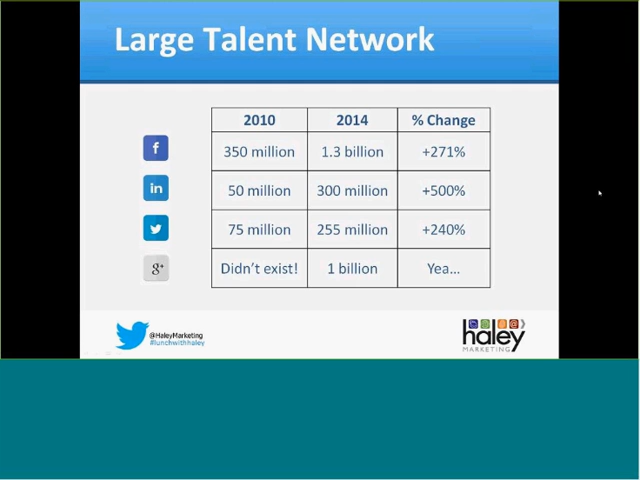 Large Talent Network
2010 2014 % Change
f 350 million 1.3 billion +271%
in 50 million 300 million +500%
75 million 255 million +240%
g+ Didn't exist! 1 billion Yea...
@HaleyMarketing
#lunchwithhaley
haley
MARKETING